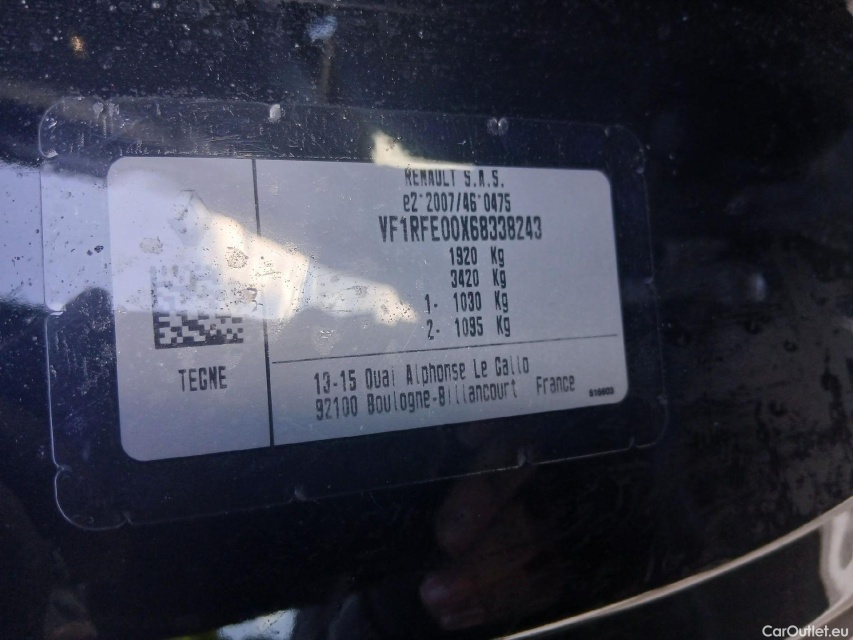 RENAULT S.A.S.
e2*2007/46*0475
VF1RFE00X68338243
1920 Kg
3420 Kg
1- 1030 Kg
2- 1095 Kg
TEGNE
13-15 Quai Alphonse Le Gallo
92100 Boulogne-Billancourt France
CarOutlet.eu